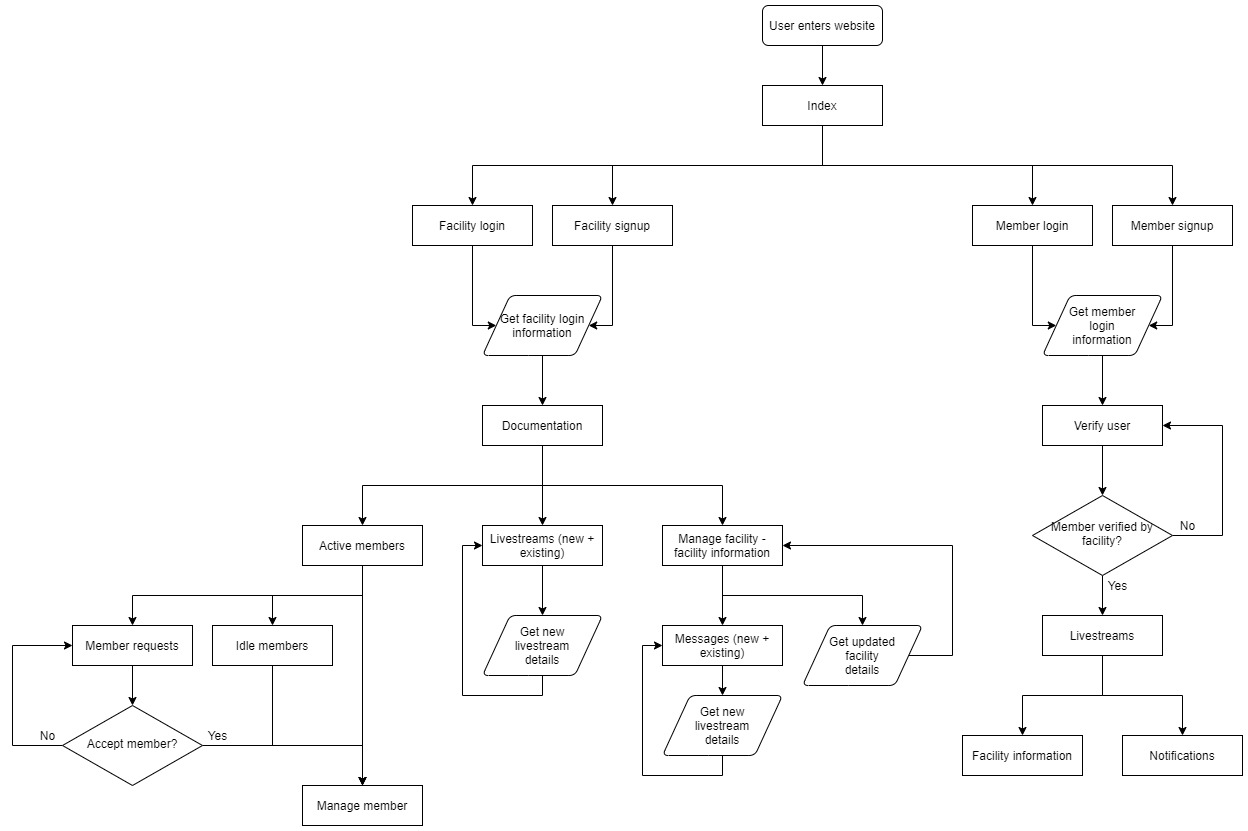 User enters website
Index
Facility login
Facility signup
Member login
Member signup
Get facility login
information
Get member
login
information
Documentation
Verify user
Active members
Livestreams (new +
existing)
Manage facility -
facility information
Member verified by
facility?
No
Yes
Member requests
Idle members
Get new
livestream
details
Messages (new +
existing)
Get updated
facility
details
Livestreams
No
Accept member?
Yes
Get new
livestream
details
Facility information
Notifications
Manage member